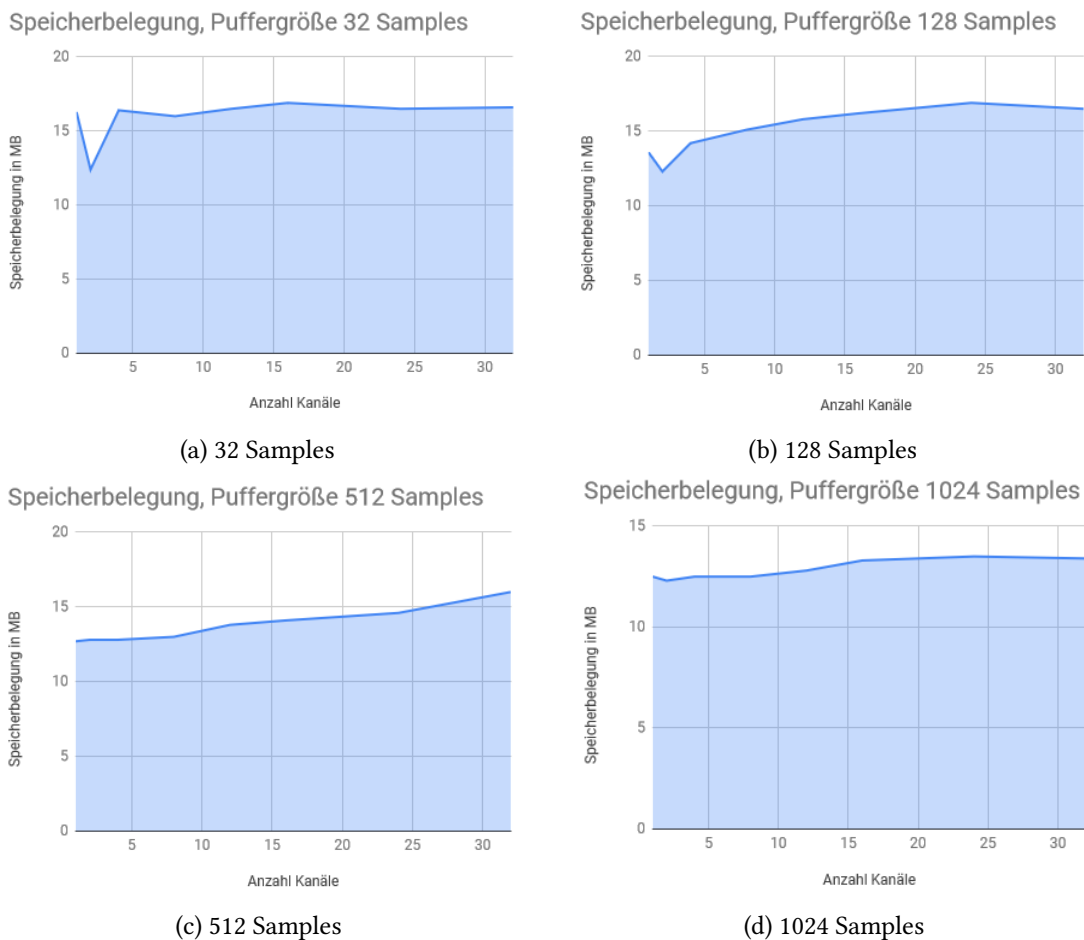 Speicherbelegung, Puffergröße 32 Samples
20
15
10
5
0
Speicherbelegung in MB
5 10 15 20 25 30
Anzahl Kanäle
(a) 32 Samples
Speicherbelegung, Puffergröße 128 Samples
20
15
10
5
0
Speicherbelegung in MB
5 10 15 20 25 30
Anzahl Kanäle
(b) 128 Samples
Speicherbelegung, Puffergröße 512 Samples
20
15
10
5
0
Speicherbelegung in MB
5 10 15 20 25 30
Anzahl Kanäle
(c) 512 Samples
Speicherbelegung, Puffergröße 1024 Samples
15
10
5
0
Speicherbelegung in MB
5 10 15 20 25 30
Anzahl Kanäle
(d) 1024 Samples